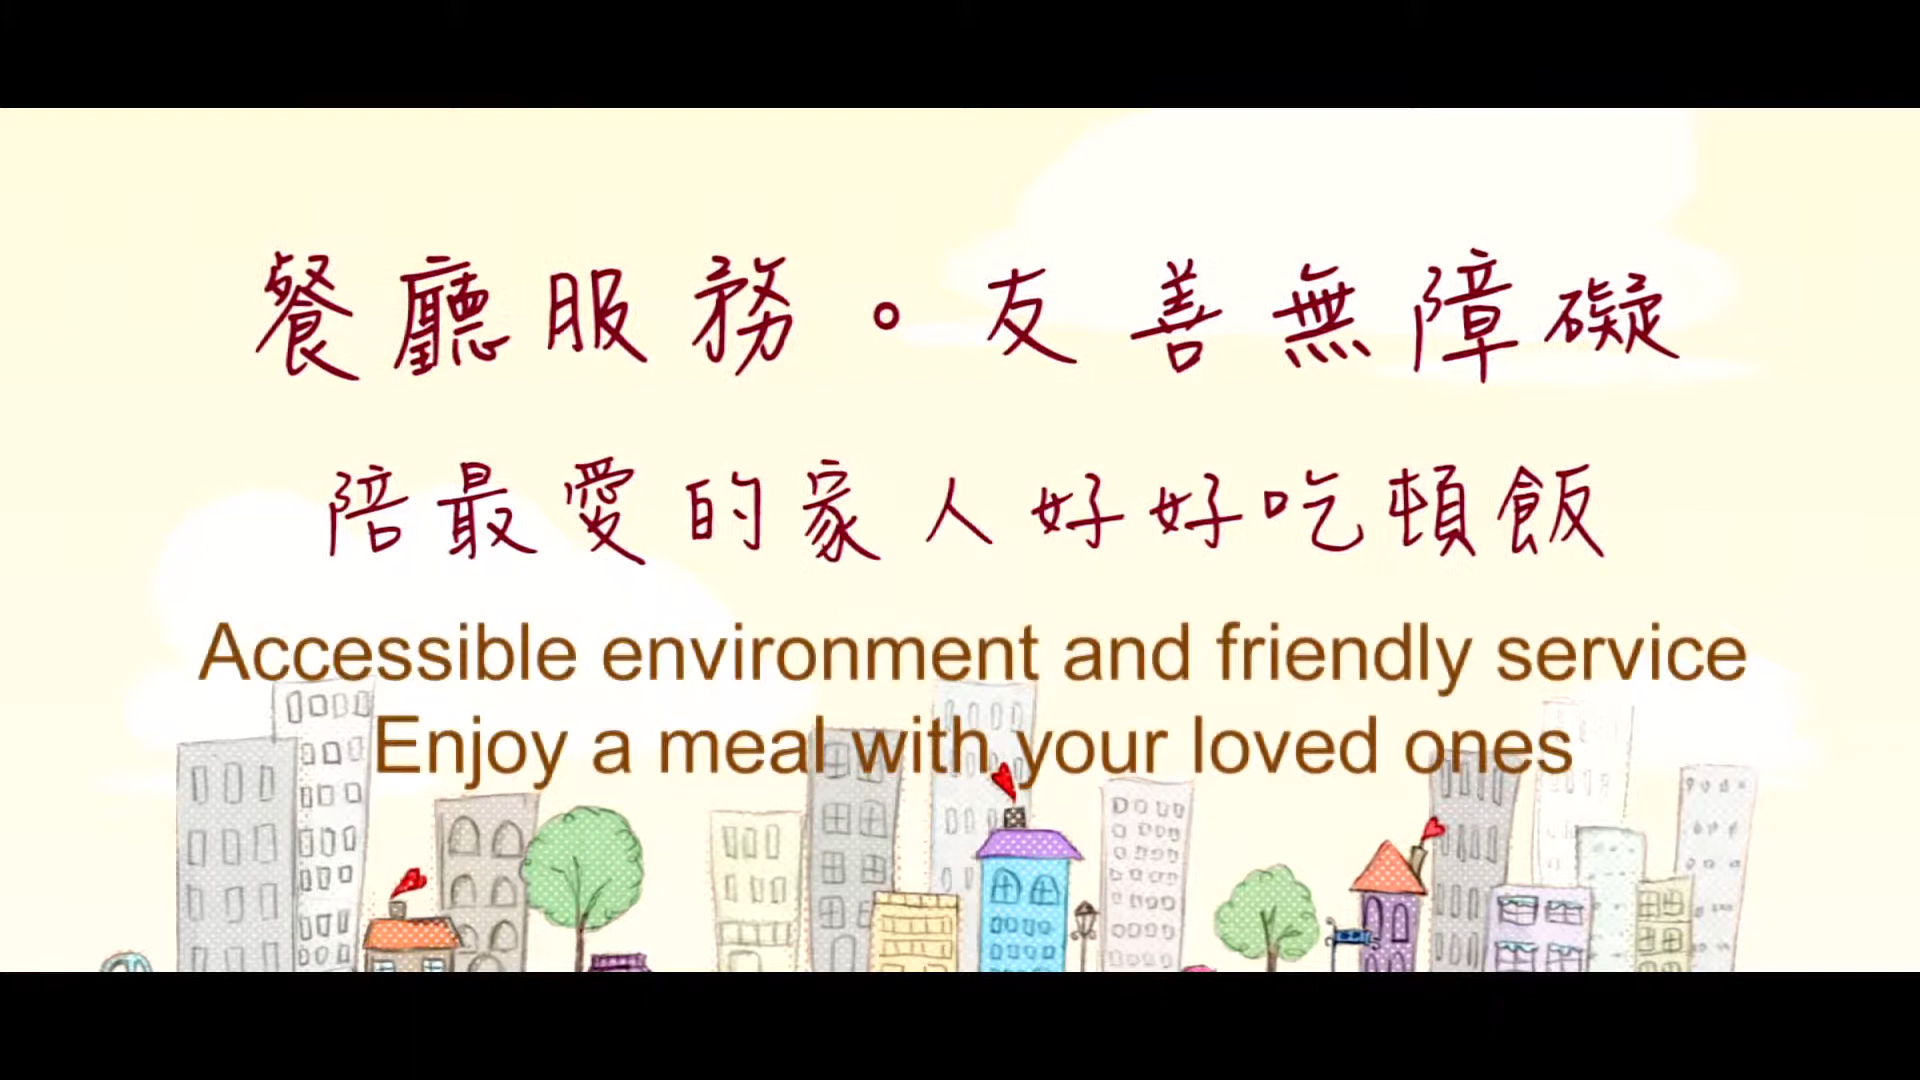 餐廳服務。友善無障礙
陪最愛的家人好好吃頓飯
Accessible environment and friendly service
Enjoy a meal with your loved ones